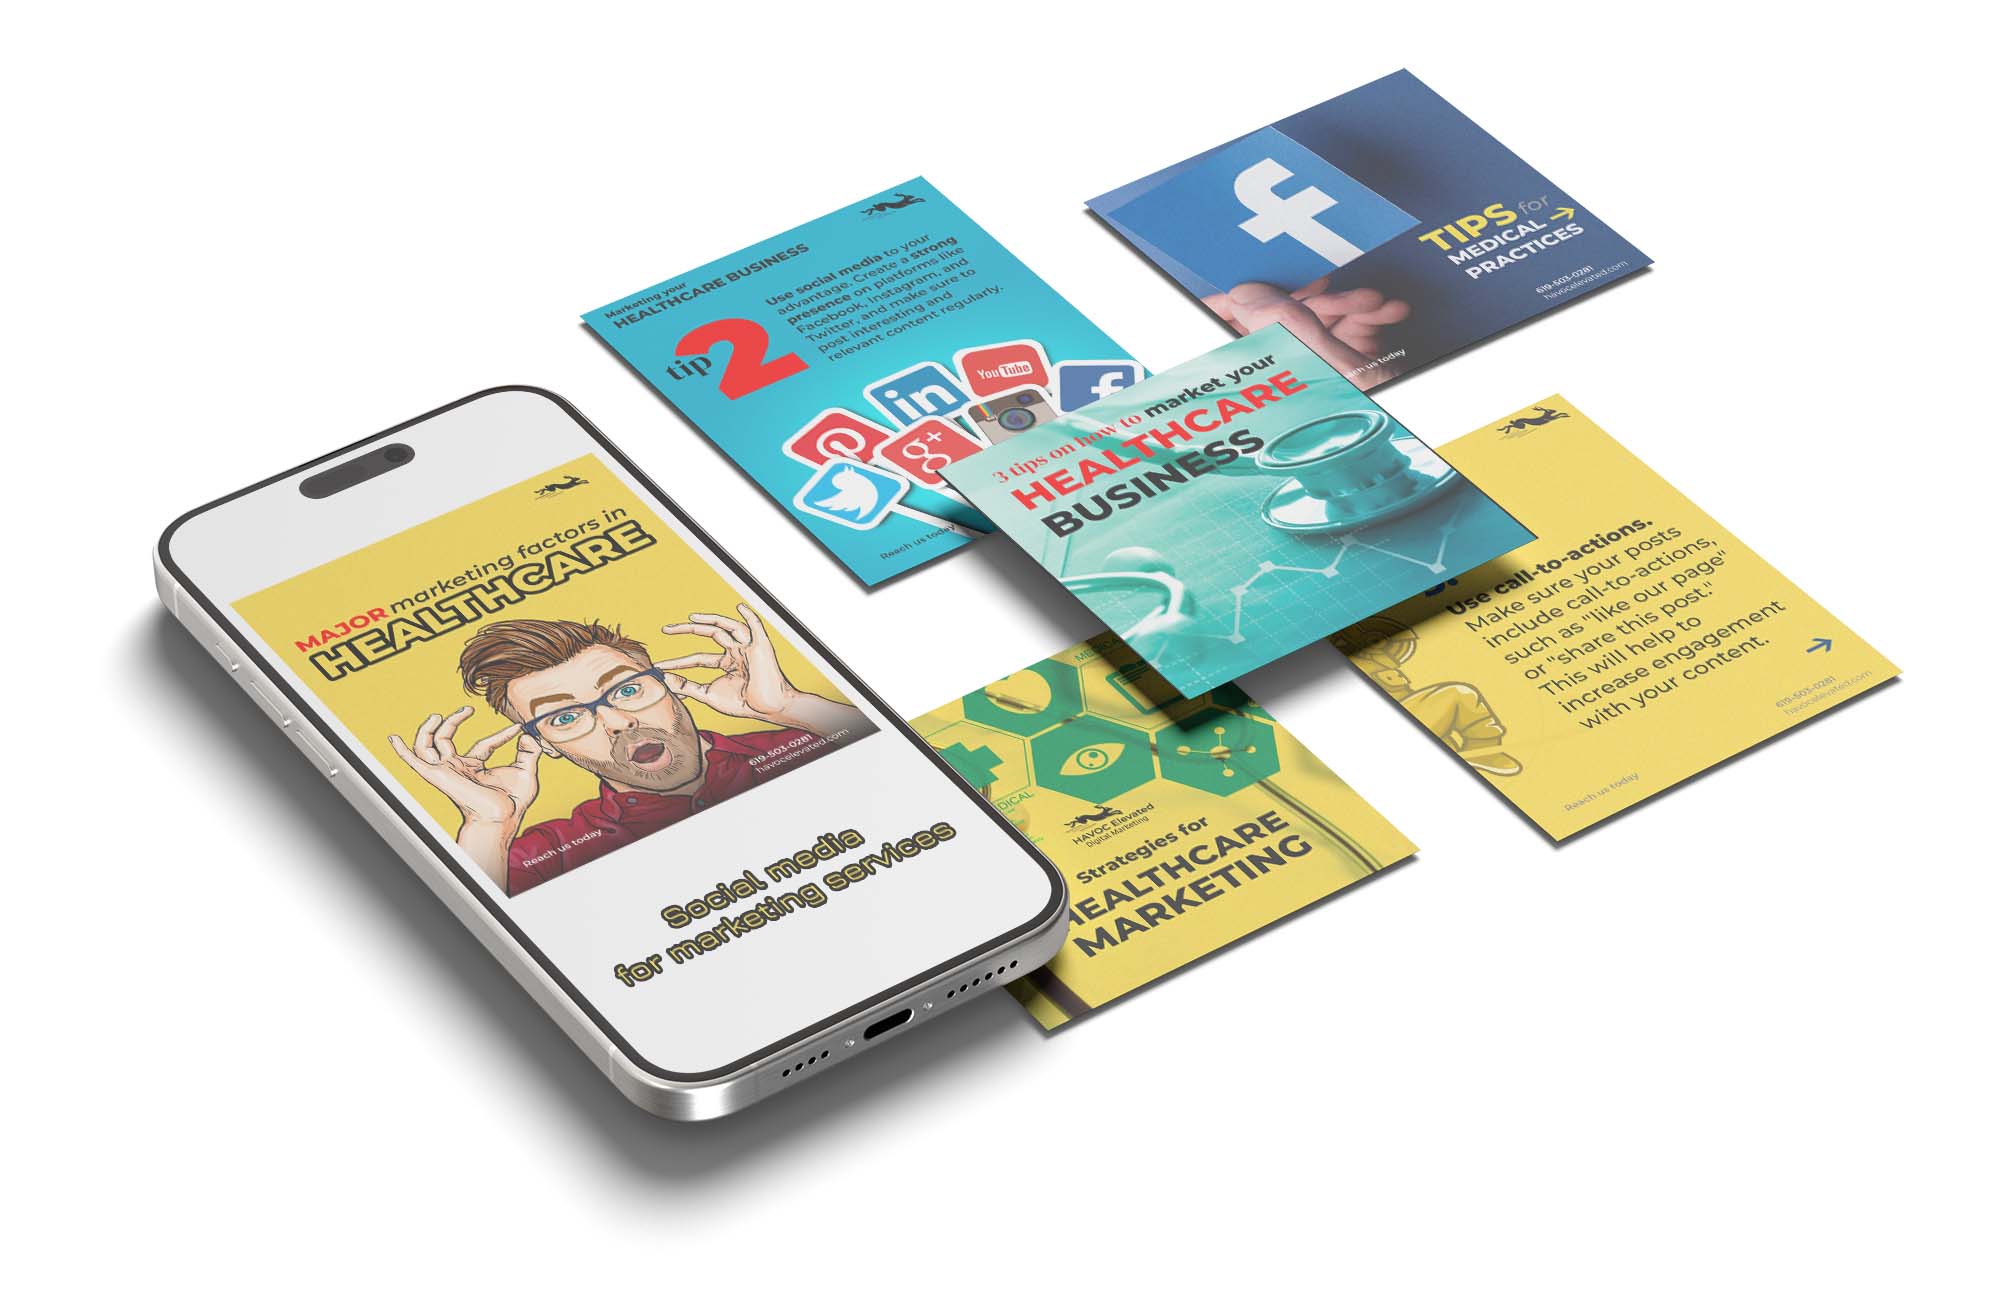 MAJOR marketing factors in
HEALTHCARE
619-503-0281
havocelevated.com
Reach us today
Social media
for marketing services
Marketing your
HEALTHCARE BUSINESS
tip 2
Use social media to your
advantage. Create a strong
presence on platforms like
Facebook, Instagram, and
Twitter, and make sure to
post interesting and
relevant content regularly.
in
You Tube
f
g+
Reach us today
f
TIPS for
MEDICAL
PRACTICES
619-503-0281
havocelevated.com
ach us today
3 tips on how to market your
HEALTHCARE
BUSINESS
Use call-to-actions.
Make sure your posts
include call-to-actions,
such as "like our page"
or "share this post."
This will help to
increase engagement
with your content.
619-503-0281
havocelevated.com
Reach us today
DICAL
HAVOC Elevated
Digital Marketing
Strategies for
HEALTHCARE
MARKETING